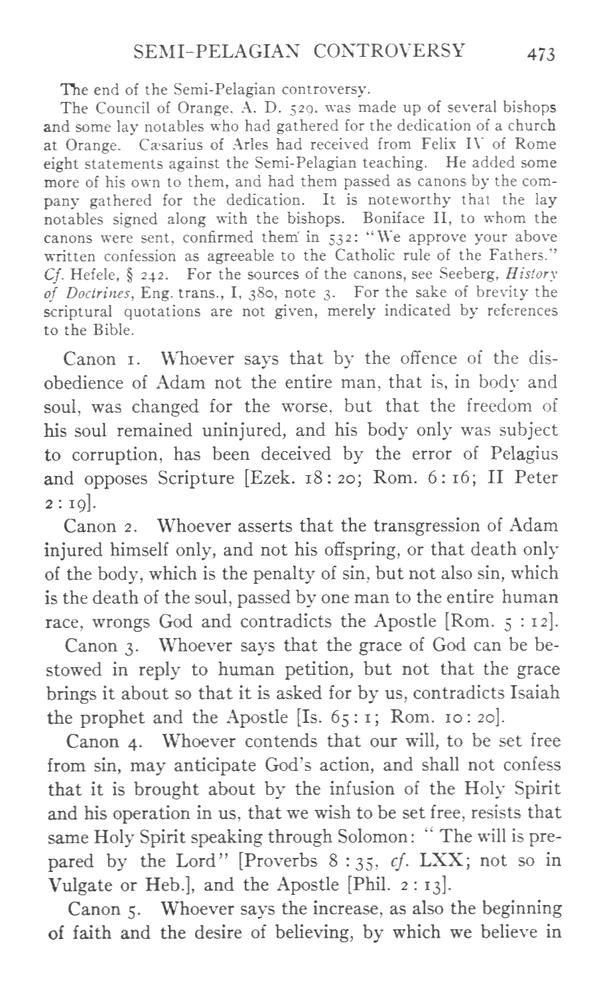 SEMI-PELAGIAN CONTROVERSY 473
The end of the Semi-Pelagian controversy.
The Council of Orange, A. D. 529, was made up of several bishops
and some lay notables who had gathered for the dedication of a church
at Orange. Cæsarius of Arles had received from Felix IV of Rome
eight statements against the Semi-Pelagian teaching. He added some
more of his own to them, and had them passed as canons by the com-
pany gathered for the dedication. It is noteworthy that the lay
notables signed along with the bishops. Boniface II, to whom the
canons were sent, confirmed them in 532: "We approve your above
written confession as agreeable to the Catholic rule of the Fathers."
Cf. Hefele, § 242. For the sources of the canons, see Seeberg, History
of Doctrines, Eng. trans., I, 380, note 3. For the sake of brevity the
scriptural quotations are not given, merely indicated by references
to the Bible.
Canon 1. Whoever says that by the offence of the dis-
obedience of Adam not the entire man, that is, in body and
soul, was changed for the worse, but that the freedom of
his soul remained uninjured, and his body only was subject
to corruption, has been deceived by the error of Pelagius
and opposes Scripture [Ezek. 18:20; Rom. 6:16; II Peter
2:19].
Canon 2. Whoever asserts that the transgression of Adam
injured himself only, and not his offspring, or that death only
of the body, which is the penalty of sin, but not also sin, which
is the death of the soul, passed by one man to the entire human
race, wrongs God and contradicts the Apostle [Rom. 5 : 12].
Canon 3. Whoever says that the grace of God can be be-
stowed in reply to human petition, but not that the grace
brings it about so that it is asked for by us, contradicts Isaiah
the prophet and the Apostle [Is. 65:1; Rom. 10:20].
Canon 4. Whoever contends that our will, to be set free
from sin, may anticipate God's action, and shall not confess
that it is brought about by the infusion of the Holy Spirit
and his operation in us, that we wish to be set free, resists that
same Holy Spirit speaking through Solomon: "The will is pre-
pared by the Lord" [Proverbs 8 : 35, cf. LXX; not so in
Vulgate or Heb.], and the Apostle [Phil. 2:13].
Canon 5. Whoever says the increase, as also the beginning
of faith and the desire of believing, by which we believe in